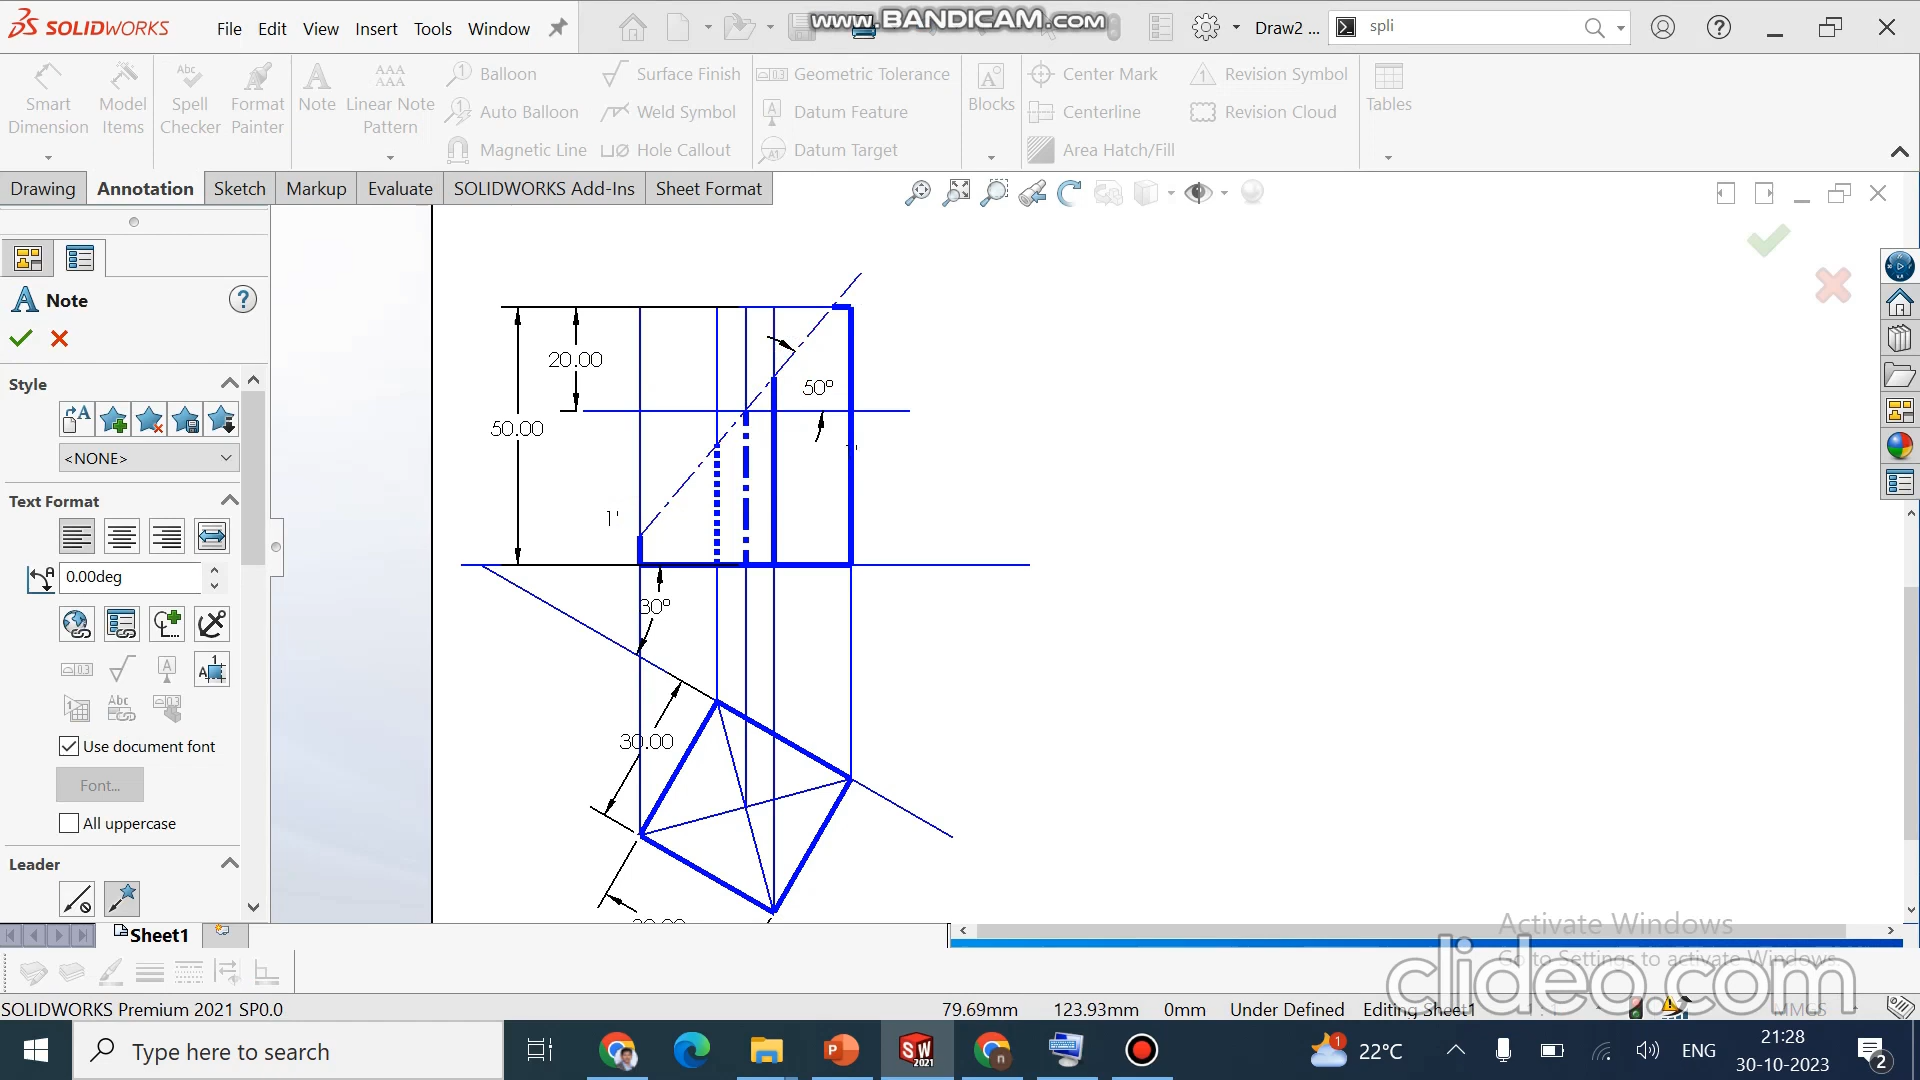 SOLIDWORKS File Edit View Insert Tools Window www.BANDICAM.com Draw2 ... spli
Smart Dimension
Model Items
Spell Checker
Format Painter
Note
Linear Note Pattern
Balloon
Auto Balloon
Magnetic Line
Surface Finish
Weld Symbol
Hole Callout
Geometric Tolerance
Datum Feature
Datum Target
Blocks
Center Mark
Centerline
Area Hatch/Fill
Revision Symbol
Revision Cloud
Tables
Drawing Annotation Sketch Markup Evaluate SOLIDWORKS Add-Ins Sheet Format
Note
Style
<NONE>
Text Format
0.00deg
Use document font
Font...
All uppercase
Leader
20.00
50°
50.00
1'
1'
30°
30.00
Sheet1
Activate Windows
Go to Settings to activate Windows.
clideo.com
SOLIDWORKS Premium 2021 SP0.0 79.69mm 123.93mm 0mm Under Defined Editing Sheet1 MMGS
Type here to search
22°C ENG
21:28
30-10-2023
2